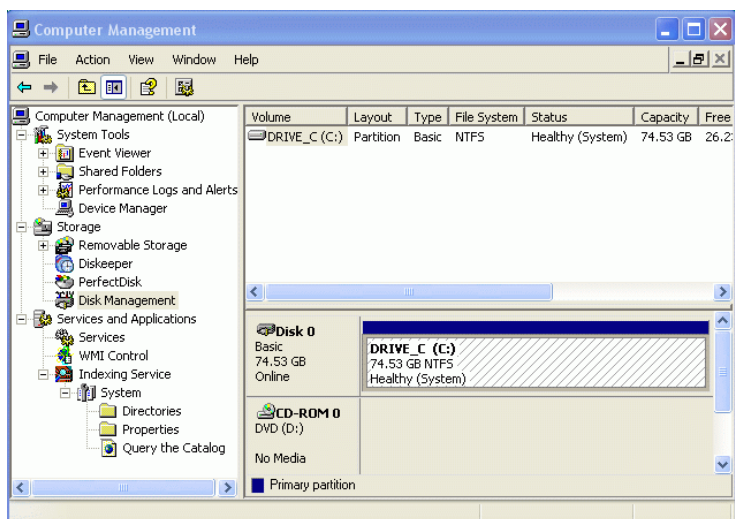 Computer Management
File Action View Window Help
Computer Management (Local)
System Tools
Event Viewer
Shared Folders
Performance Logs and Alerts
Device Manager
Storage
Removable Storage
Diskeeper
PerfectDisk
Disk Management
Services and Applications
Services
WMI Control
Indexing Service
System
Directories
Properties
Query the Catalog
Volume Layout Type File System Status Capacity Free
DRIVE_C (C:) Partition Basic NTFS Healthy (System) 74.53 GB 26.2
Disk 0
Basic
74.53 GB
Online
DRIVE_C (C:)
74.53 GB NTFS
Healthy (System)
CD-ROM 0
DVD (D:)
No Media
Primary partition